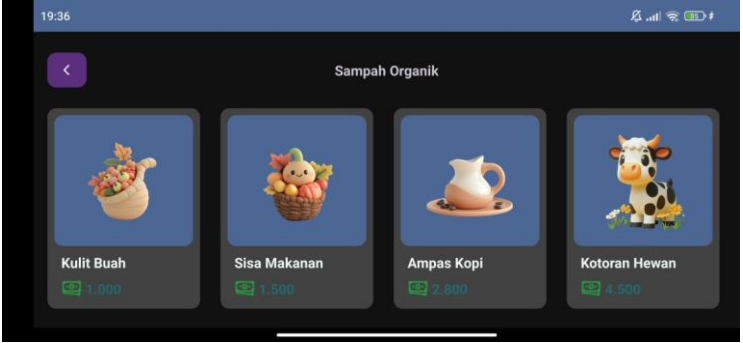 19:36
85
Sampah Organik
Kulit Buah
1.000
Sisa Makanan
1.500
Ampas Kopi
2.800
Kotoran Hewan
4.500